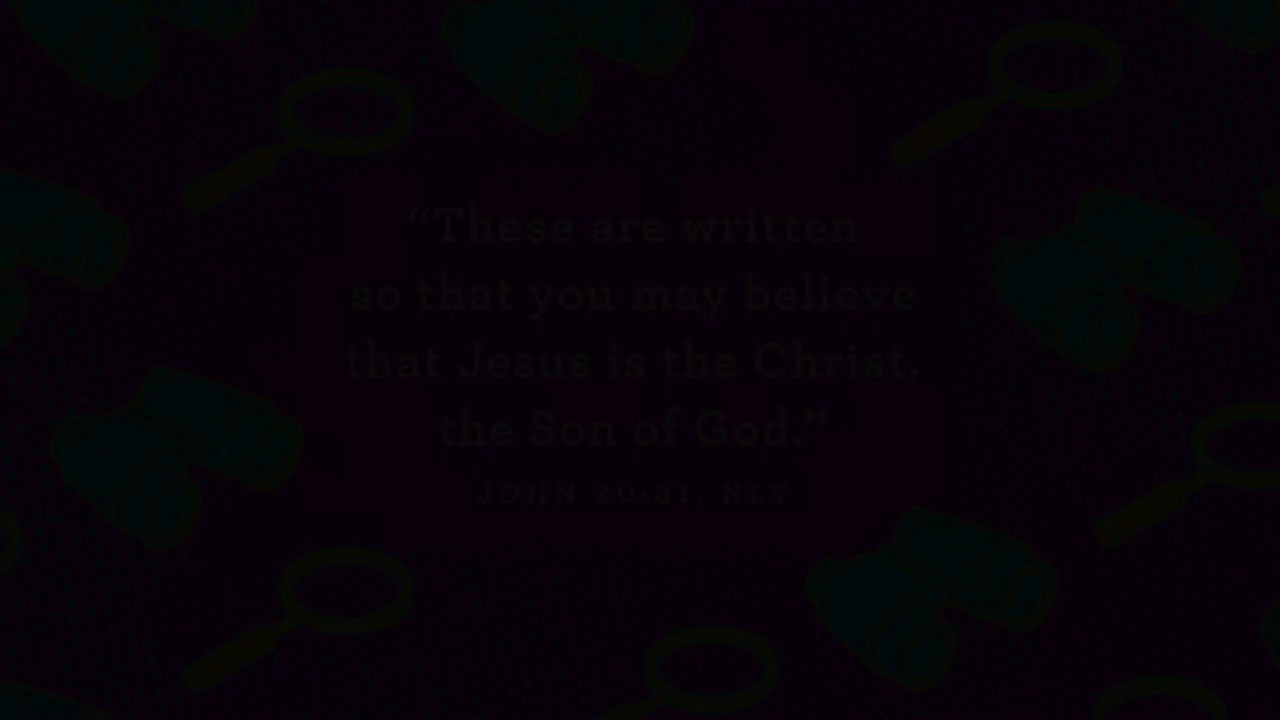 “These are written
so that you may believe
that Jesus is the Christ,
the Son of God.”
JOHN 20:31, NLV